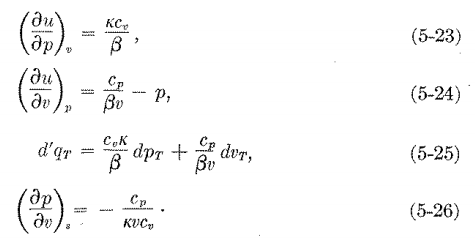 (∂u/∂p)_v = κc_v/β, (5-23)
(∂u/∂v)_p = c_p/βv − p, (5-24)
d′q_T = c_vκ/β dp_T + c_p/βv dv_T, (5-25)
(∂p/∂v)_s = − c_p/κvc_v. (5-26)